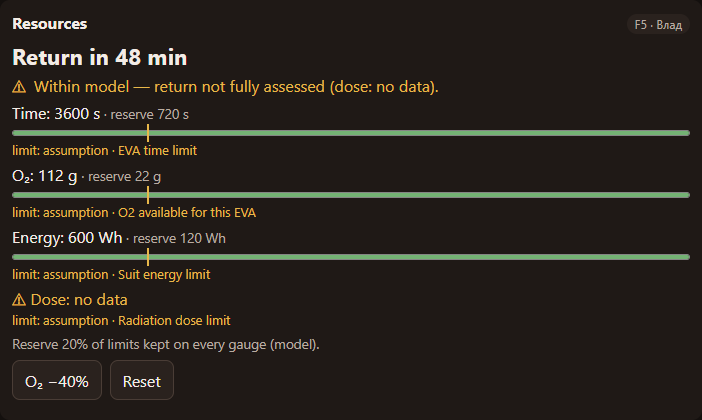 Resources
F5 · Влад
Return in 48 min
⚠ Within model — return not fully assessed (dose: no data).
Time: 3600 s · reserve 720 s
limit: assumption · EVA time limit
O₂: 112 g · reserve 22 g
limit: assumption · O2 available for this EVA
Energy: 600 Wh · reserve 120 Wh
limit: assumption · Suit energy limit
⚠ Dose: no data
limit: assumption · Radiation dose limit
Reserve 20% of limits kept on every gauge (model).
O₂ −40%
Reset